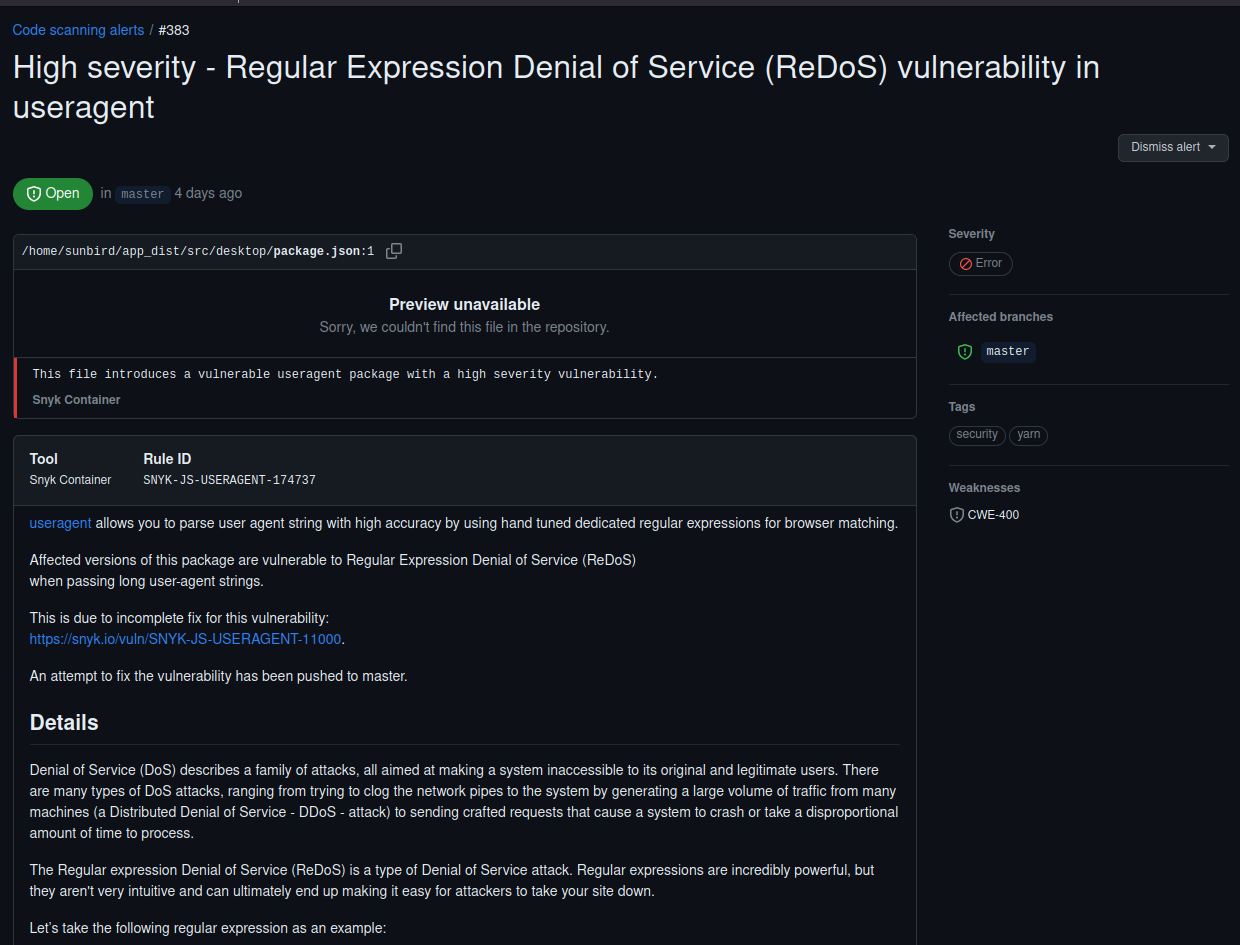 Code scanning alerts / #383
High severity - Regular Expression Denial of Service (ReDoS) vulnerability in
useragent
Dismiss alert
Open in master 4 days ago
/home/sunbird/app_dist/src/desktop/package.json:1
Preview unavailable
Sorry, we couldn't find this file in the repository.
This file introduces a vulnerable useragent package with a high severity vulnerability.
Snyk Container
Severity
Error
Affected branches
master
Tags
security yarn
Weaknesses
CWE-400
Tool Rule ID
Snyk Container SNYK-JS-USERAGENT-174737
useragent allows you to parse user agent string with high accuracy by using hand tuned dedicated regular expressions for browser matching.
Affected versions of this package are vulnerable to Regular Expression Denial of Service (ReDoS)
when passing long user-agent strings.
This is due to incomplete fix for this vulnerability:
https://snyk.io/vuln/SNYK-JS-USERAGENT-11000.
An attempt to fix the vulnerability has been pushed to master.
Details
Denial of Service (DoS) describes a family of attacks, all aimed at making a system inaccessible to its original and legitimate users. There
are many types of DoS attacks, ranging from trying to clog the network pipes to the system by generating a large volume of traffic from many
machines (a Distributed Denial of Service - DDoS - attack) to sending crafted requests that cause a system to crash or take a disproportional
amount of time to process.
The Regular expression Denial of Service (ReDoS) is a type of Denial of Service attack. Regular expressions are incredibly powerful, but
they aren't very intuitive and can ultimately end up making it easy for attackers to take your site down.
Let’s take the following regular expression as an example: